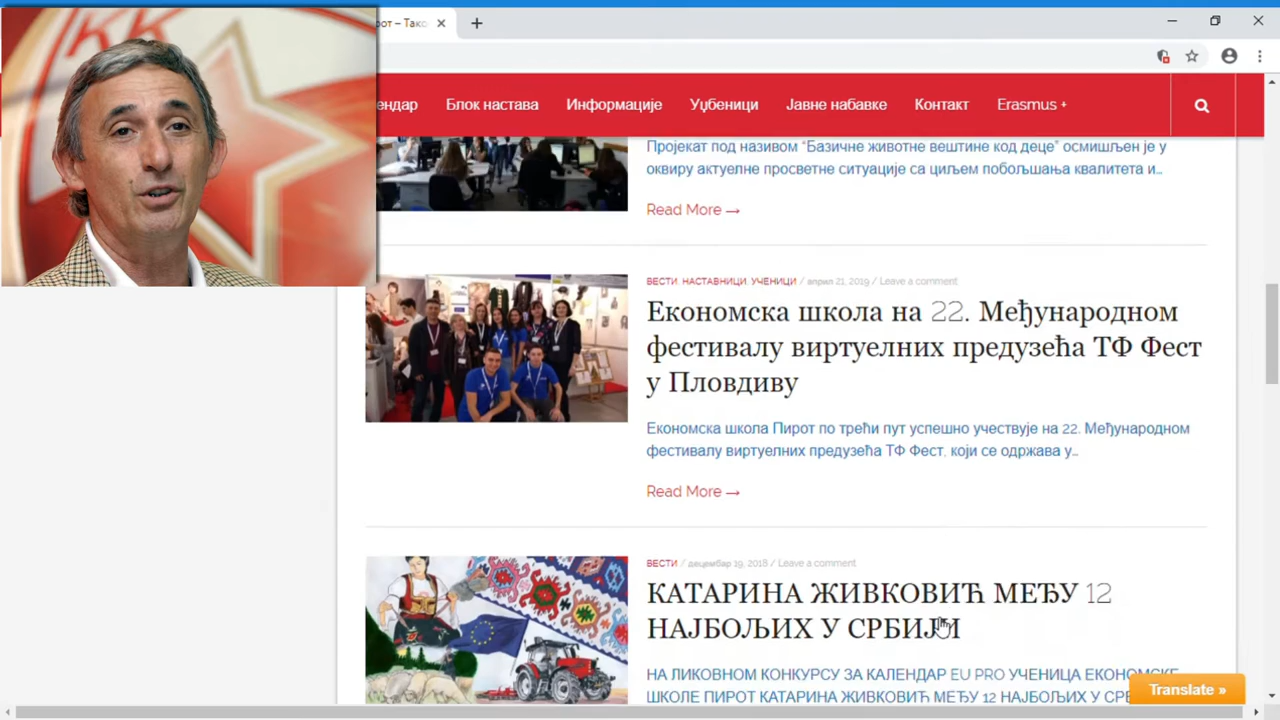 рот – Тако
ендар Блок настава Информације Уџбеници Јавне набавке Контакт Erasmus +
Пројекат под називом “Базичне животне вештине код деце” осмишљен је у
оквиру актуелне просветне ситуације са циљем побољшања квалитета и...
Read More →
ВЕСТИ, НАСТАВНИЦИ, УЧЕНИЦИ / април 21, 2019 / Leave a comment
Економска школа на 22. Међународном
фестивалу виртуелних предузећа ТФ Фест
у Пловдиву
Економска школа Пирот по трећи пут успешно учествује на 22. Међународном
фестивалу виртуелних предузећа ТФ Фест, који се одржава у...
Read More →
ВЕСТИ / децембар 19, 2018 / Leave a comment
КАТАРИНА ЖИВКОВИЋ МЕЂУ 12
НАЈБОЉИХ У СРБИЈИ
НА ЛИКОВНОМ КОНКУРСУ ЗА КАЛЕНДАР EU PRO УЧЕНИЦА ЕКОНОМСКЕ
ШКОЛЕ ПИРОТ КАТАРИНА ЖИВКОВИЋ МЕЂУ 12 НАЈБОЉИХ У
Translate »